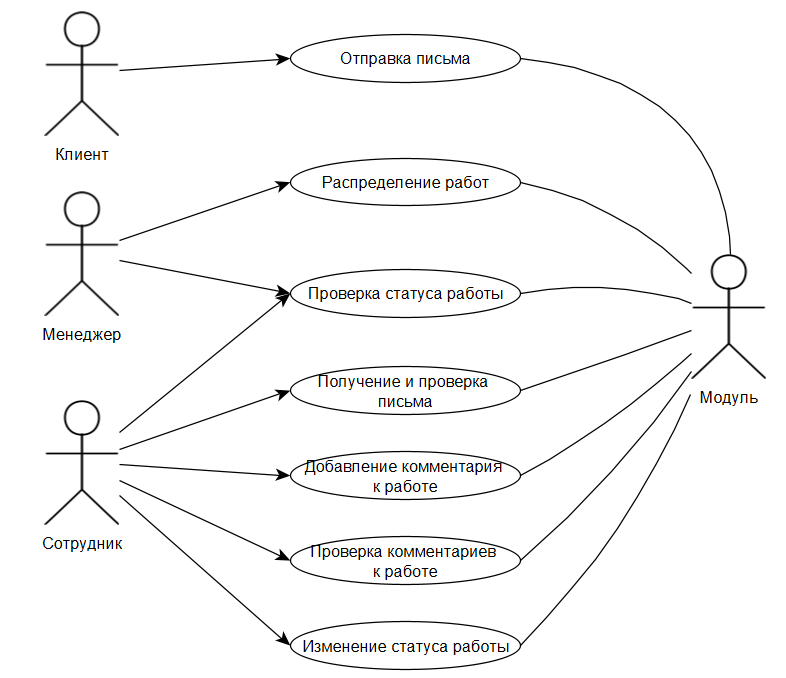 Отправка письма
Клиент
Распределение работ
Проверка статуса работы
Менеджер
Получение и проверка
письма
Модуль
Добавление комментария
к работе
Сотрудник
Проверка комментариев
к работе
Изменение статуса работы